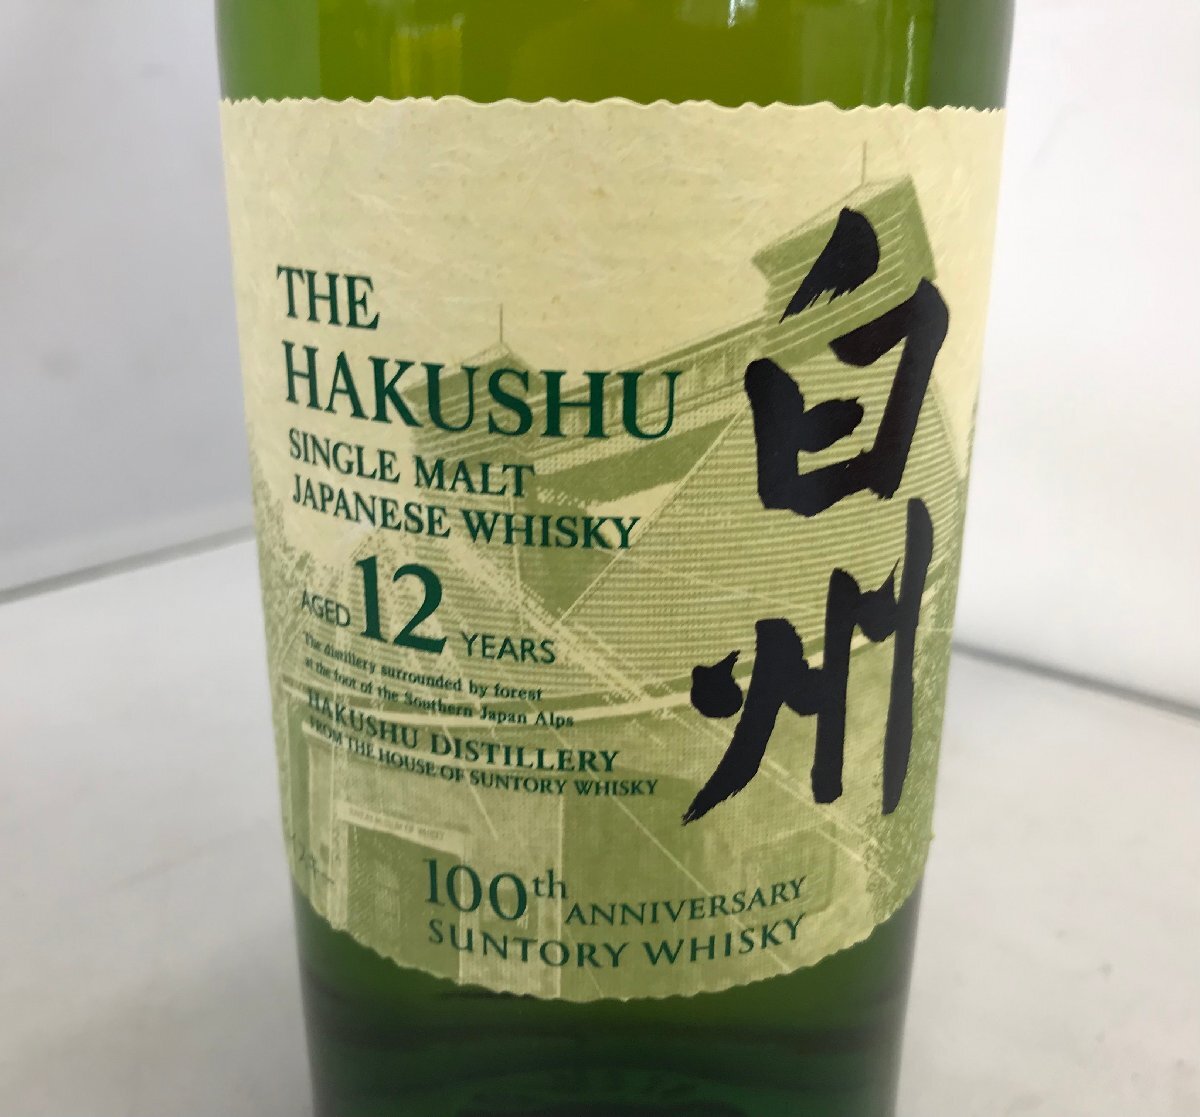 THE
HAKUSHU
SINGLE MALT
JAPANESE WHISKY
AGED 12 YEARS
The distillery surrounded by forest
at the foot of the Southern Japan Alps
HAKUSHU DISTILLERY
FROM THE HOUSE OF SUNTORY WHISKY
白州
100th ANNIVERSARY
SUNTORY WHISKY